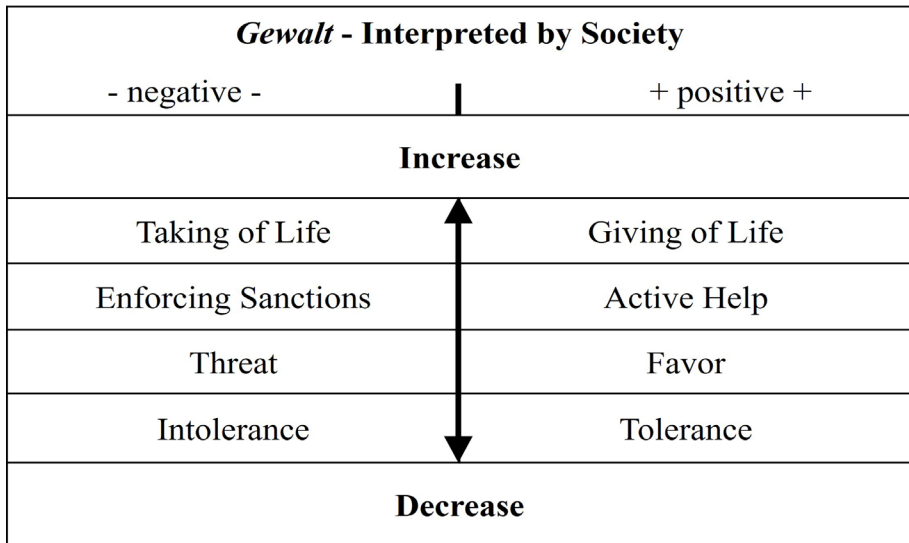 Gewalt - Interpreted by Society
- negative - + positive +
Increase
Taking of Life Giving of Life
Enforcing Sanctions Active Help
Threat Favor
Intolerance Tolerance
Decrease